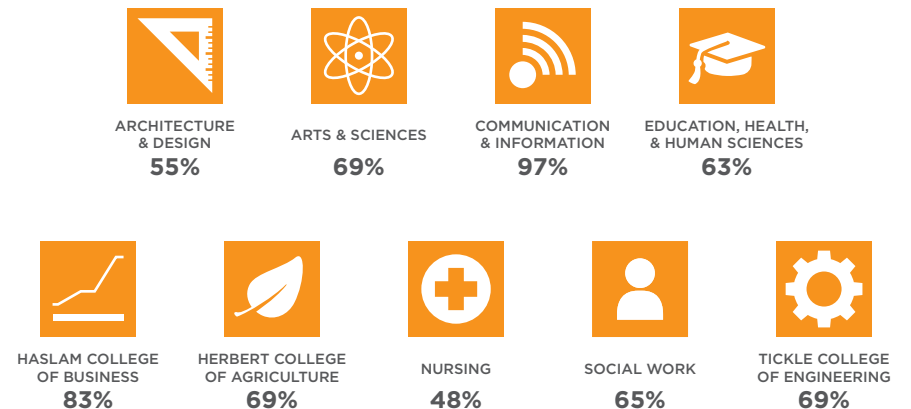 ARCHITECTURE
& DESIGN
55%
ARTS & SCIENCES
69%
COMMUNICATION
& INFORMATION
97%
EDUCATION, HEALTH,
& HUMAN SCIENCES
63%
HASLAM COLLEGE
OF BUSINESS
83%
HERBERT COLLEGE
OF AGRICULTURE
69%
NURSING
48%
SOCIAL WORK
65%
TICKLE COLLEGE
OF ENGINEERING
69%